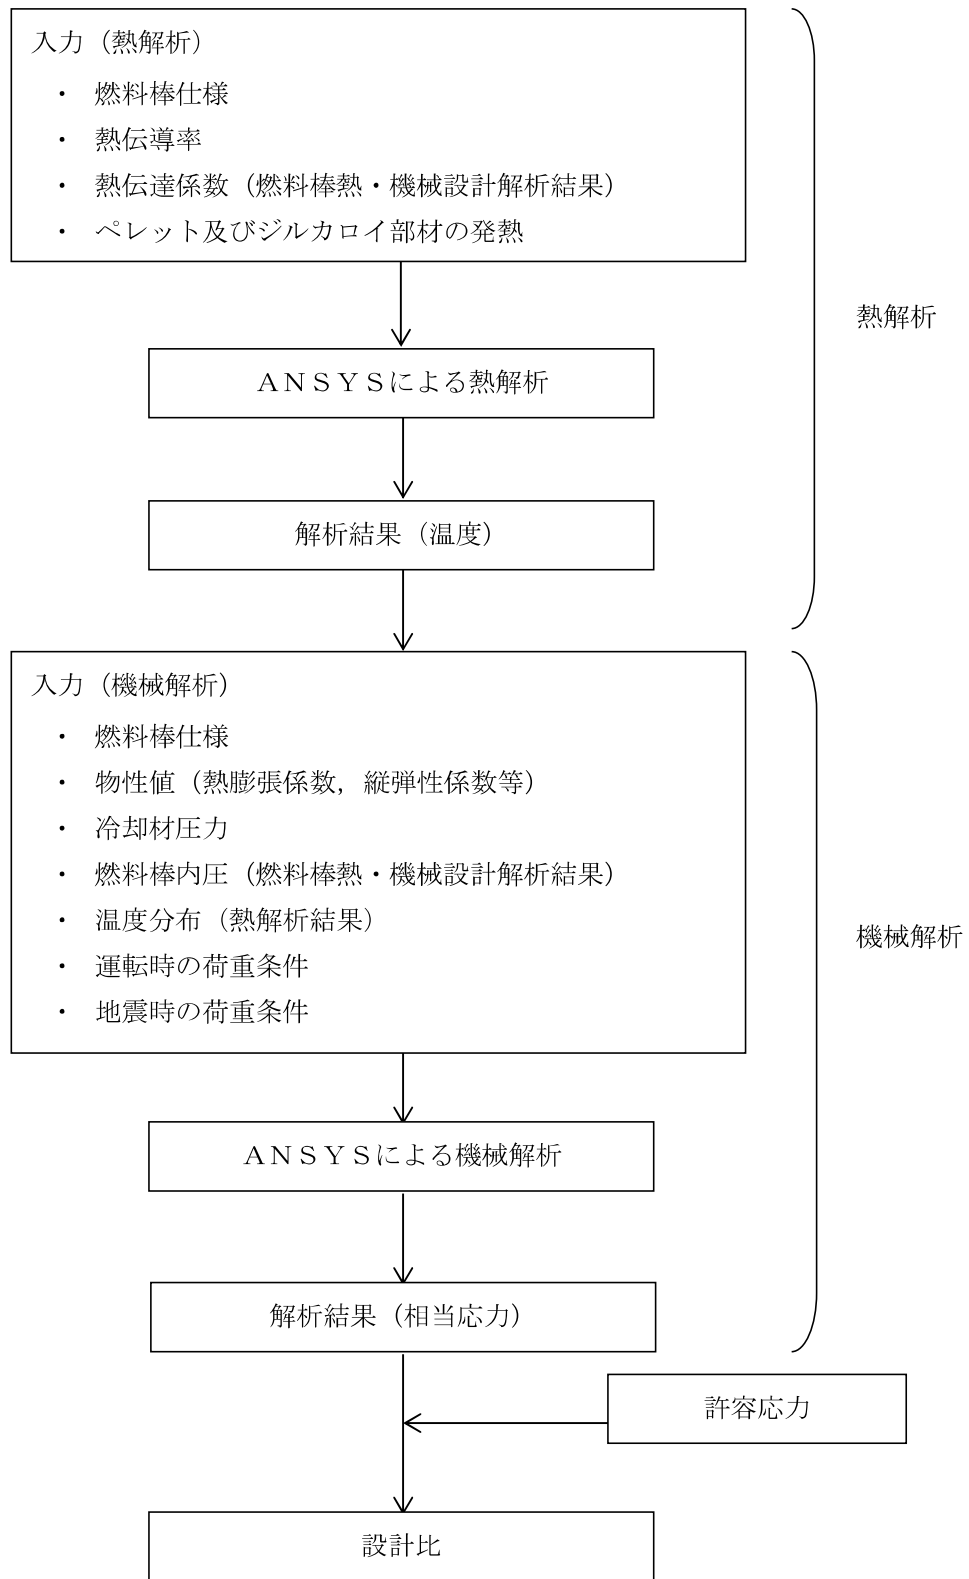 入力（熱解析）
・ 燃料棒仕様
・ 熱伝導率
・ 熱伝達係数（燃料棒熱・機械設計解析結果）
・ ペレット及びジルカロイ部材の発熱
熱解析
ＡＮＳＹＳによる熱解析
解析結果（温度）
入力（機械解析）
・ 燃料棒仕様
・ 物性値（熱膨張係数，縦弾性係数等）
・ 冷却材圧力
・ 燃料棒内圧（燃料棒熱・機械設計解析結果）
・ 温度分布（熱解析結果）
・ 運転時の荷重条件
・ 地震時の荷重条件
機械解析
ＡＮＳＹＳによる機械解析
解析結果（相当応力）
許容応力
設計比